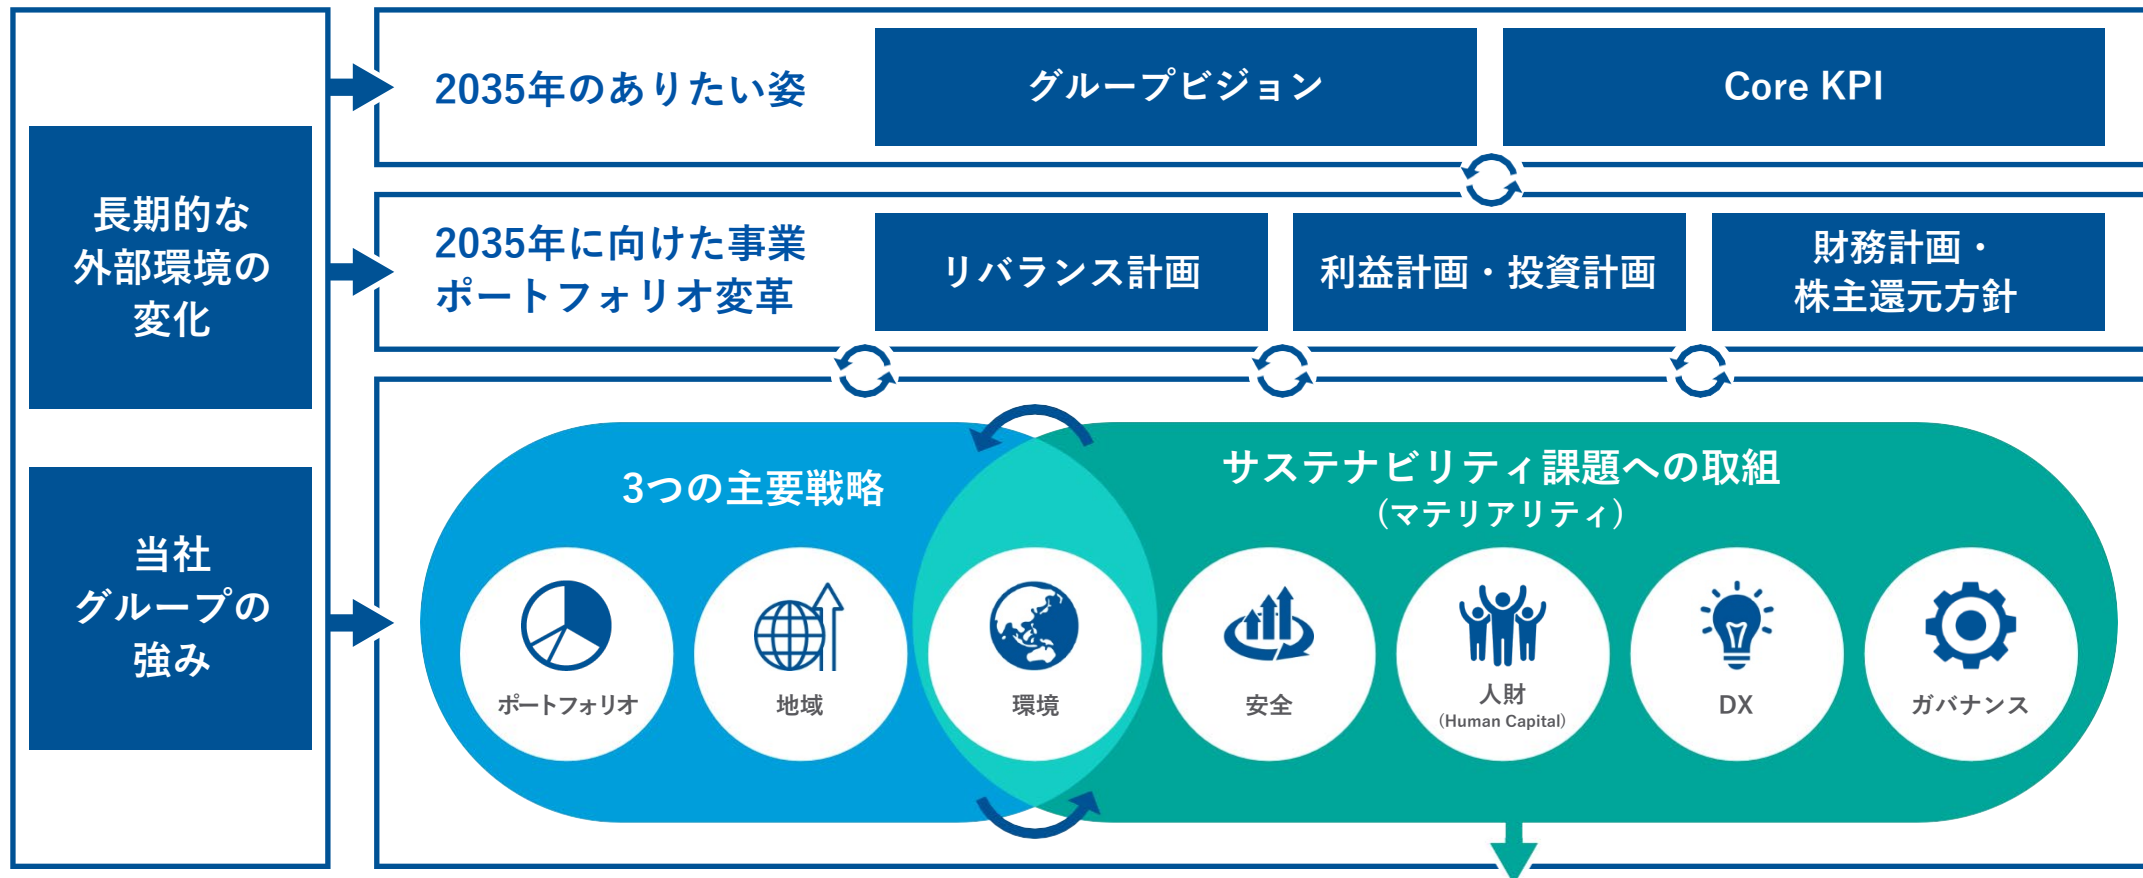 長期的な
外部環境の
変化
当社
グループの
強み
2035年のありたい姿
グループビジョン
Core KPI
2035年に向けた事業
ポートフォリオ変革
リバランス計画
利益計画・投資計画
財務計画・
株主還元方針
3つの主要戦略
サステナビリティ課題への取組
（マテリアリティ）
ポートフォリオ
地域
環境
安全
人財
(Human Capital)
DX
ガバナンス